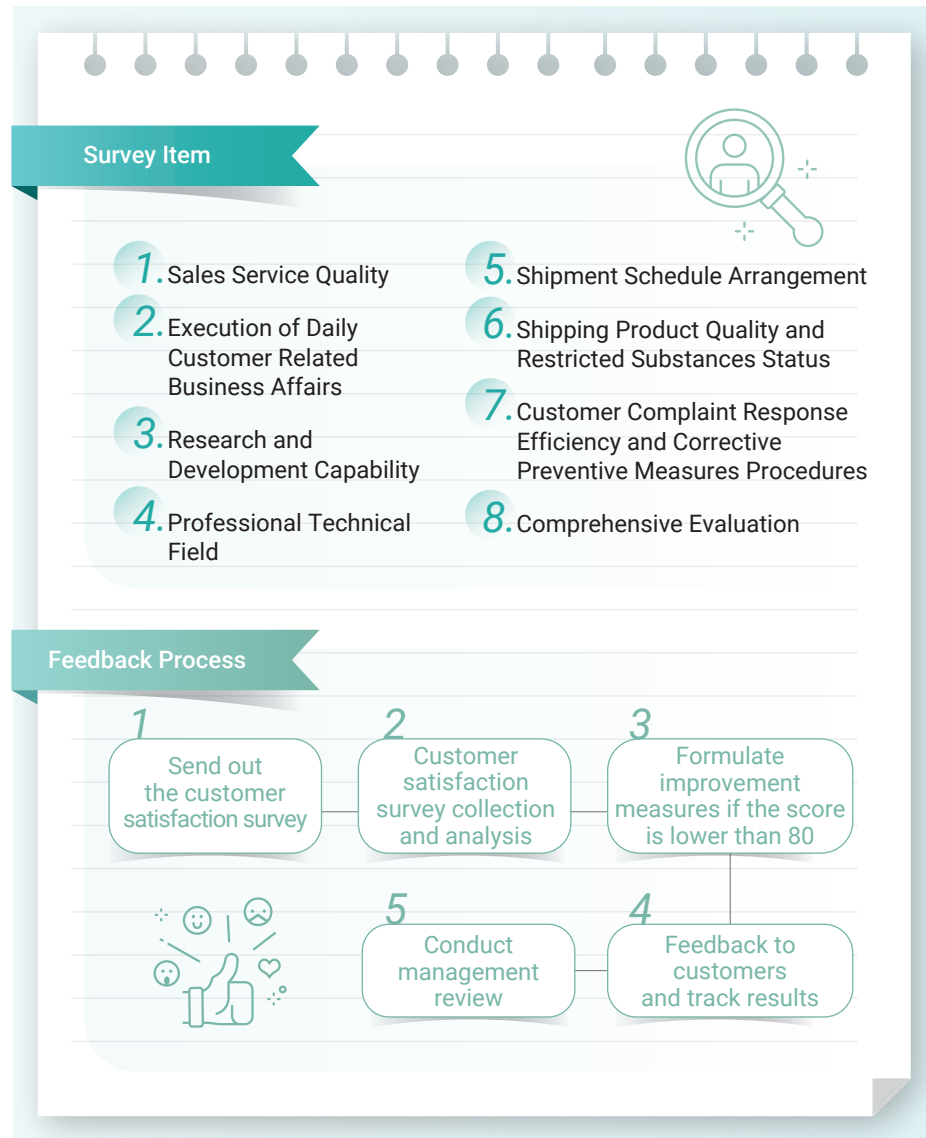 Survey Item
1. Sales Service Quality
2. Execution of Daily
Customer Related
Business Affairs
3. Research and
Development Capability
4. Professional Technical
Field
5. Shipment Schedule Arrangement
6. Shipping Product Quality and
Restricted Substances Status
7. Customer Complaint Response
Efficiency and Corrective
Preventive Measures Procedures
8. Comprehensive Evaluation
Feedback Process
1
Send out
the customer
satisfaction survey
2
Customer
satisfaction
survey collection
and analysis
3
Formulate
improvement
measures if the score
is lower than 80
4
Feedback to
customers
and track results
5
Conduct
management
review